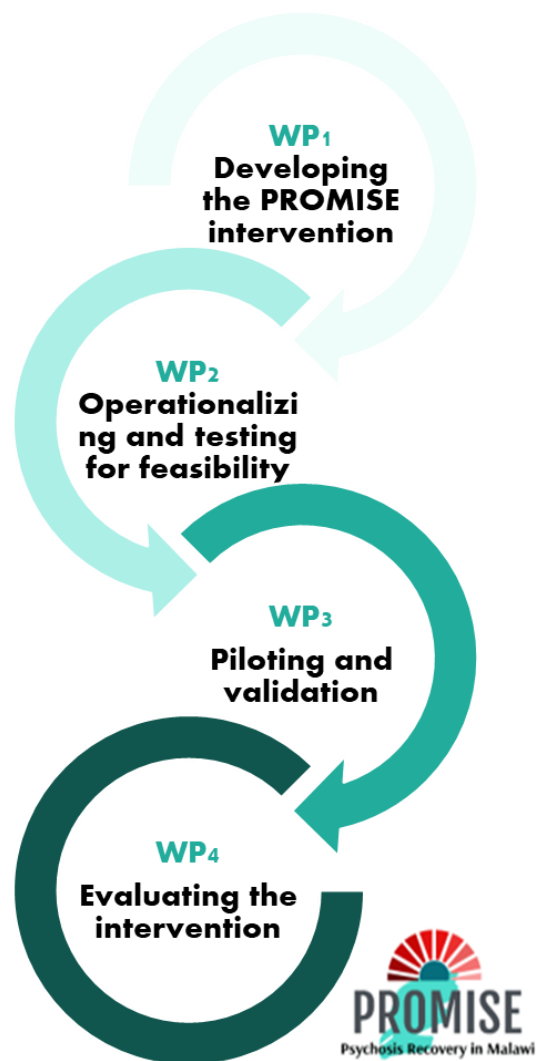 WP1
Developing
the PROMISE
intervention
WP2
Operationalizi
ng and testing
for feasibility
WP3
Piloting and
validation
WP4
Evaluating the
intervention
PROMISE
Psychosis Recovery in Malawi